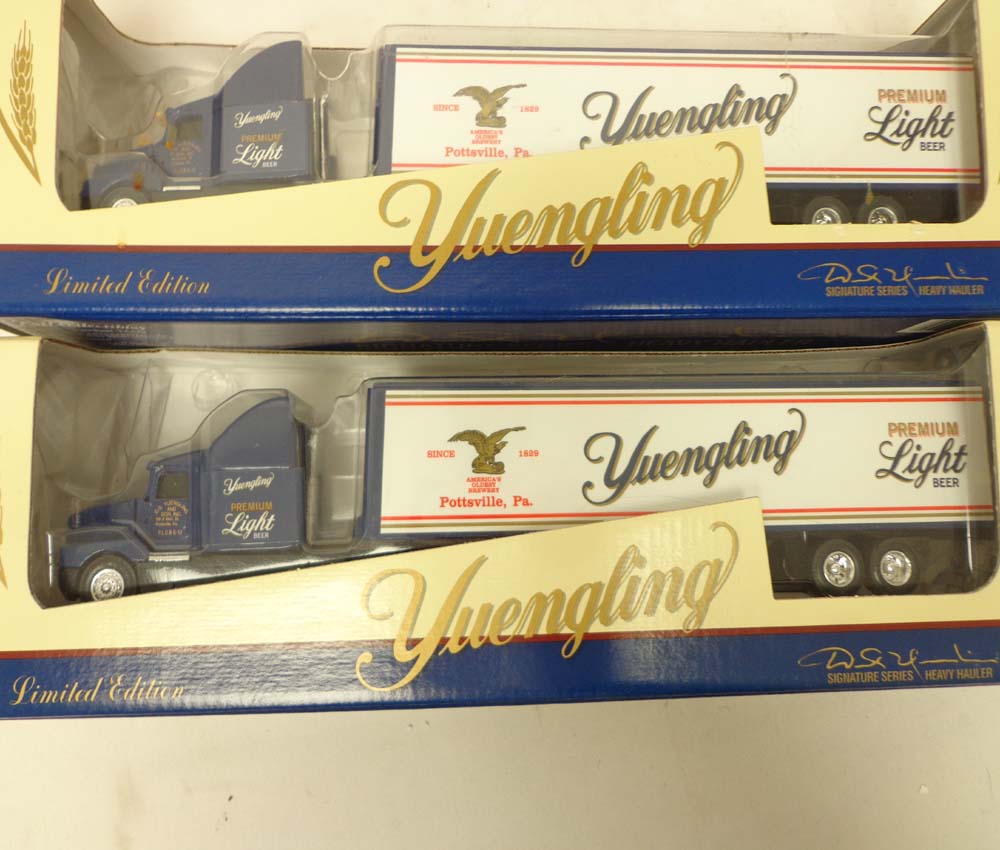 Yuengling
PREMIUM
Light
BEER
SINCE 1829
AMERICA'S
OLDEST
BREWERY
Pottsville, Pa.
Yuengling
PREMIUM
Light
BEER
Yuengling
Limited Edition
SIGNATURE SERIES HEAVY HAULER
Yuengling
PREMIUM
Light
BEER
SINCE 1829
AMERICA'S
OLDEST
BREWERY
Pottsville, Pa.
Yuengling
PREMIUM
Light
BEER
Yuengling
Limited Edition
SIGNATURE SERIES HEAVY HAULER